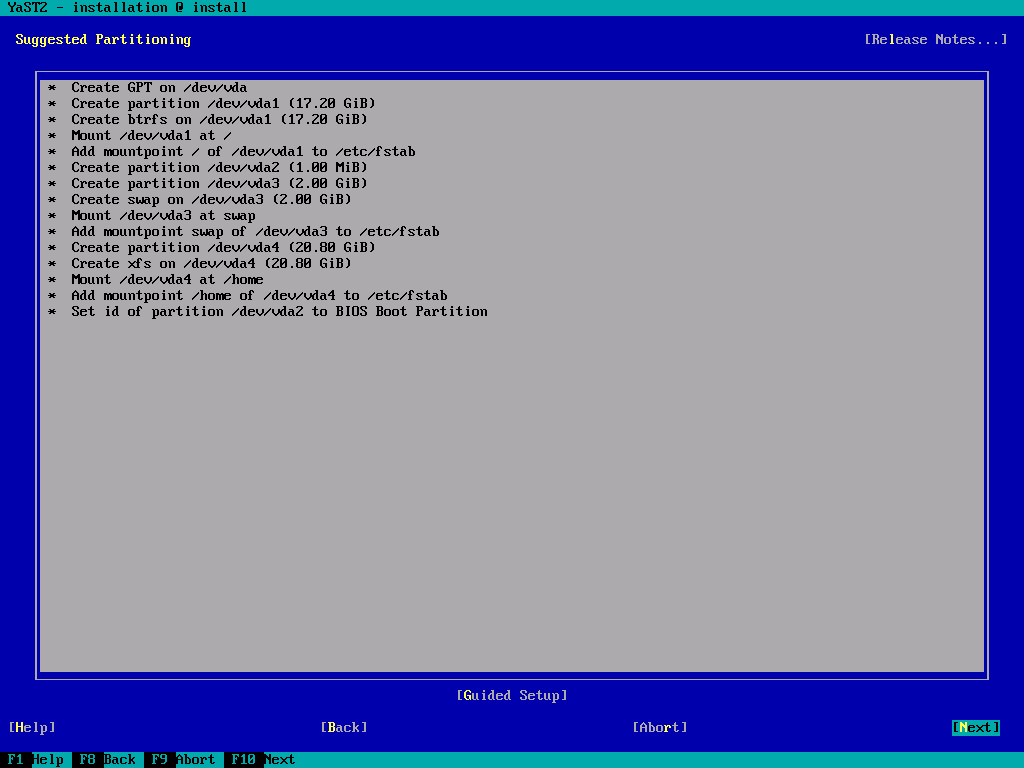 YaST2 - installation @ install
Suggested Partitioning [Release Notes...]
* Create GPT on /dev/vda
* Create partition /dev/vda1 (17.20 GiB)
* Create btrfs on /dev/vda1 (17.20 GiB)
* Mount /dev/vda1 at /
* Add mountpoint / of /dev/vda1 to /etc/fstab
* Create partition /dev/vda2 (1.00 MiB)
* Create partition /dev/vda3 (2.00 GiB)
* Create swap on /dev/vda3 (2.00 GiB)
* Mount /dev/vda3 at swap
* Add mountpoint swap of /dev/vda3 to /etc/fstab
* Create partition /dev/vda4 (20.80 GiB)
* Create xfs on /dev/vda4 (20.80 GiB)
* Mount /dev/vda4 at /home
* Add mountpoint /home of /dev/vda4 to /etc/fstab
* Set id of partition /dev/vda2 to BIOS Boot Partition
[Guided Setup]
[Help] [Back] [Abort] [Next]
F1 Help F8 Back F9 Abort F10 Next